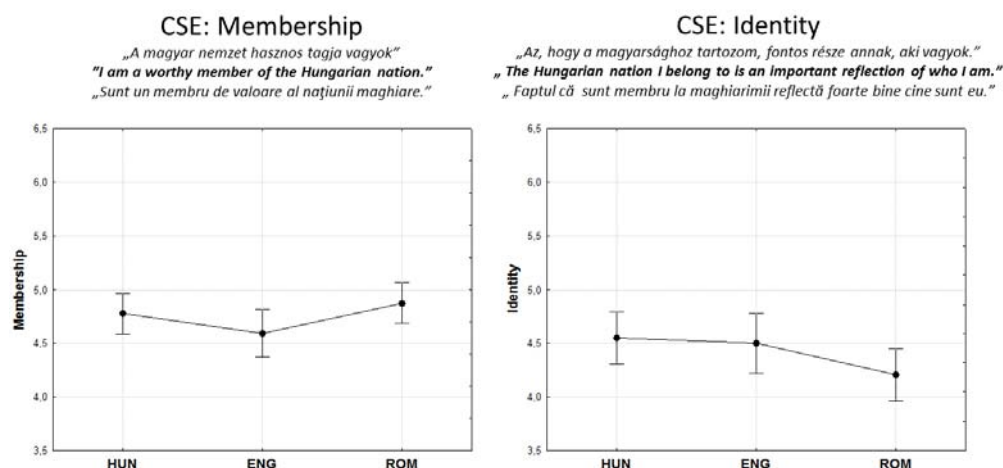 CSE: Membership
„A magyar nemzet hasznos tagja vagyok”
”I am a worthy member of the Hungarian nation.”
„Sunt un membru de valoare al naţiunii maghiare.”
6,5
6,0
5,5
5,0
4,5
4,0
3,5
Membership
HUN ENG ROM
CSE: Identity
„Az, hogy a magyarsághoz tartozom, fontos része annak, aki vagyok.”
„ The Hungarian nation I belong to is an important reflection of who I am.”
„ Faptul că sunt membru la maghiarimii reflectă foarte bine cine sunt eu.”
6,5
6,0
5,5
5,0
4,5
4,0
3,5
Identity
HUN ENG ROM